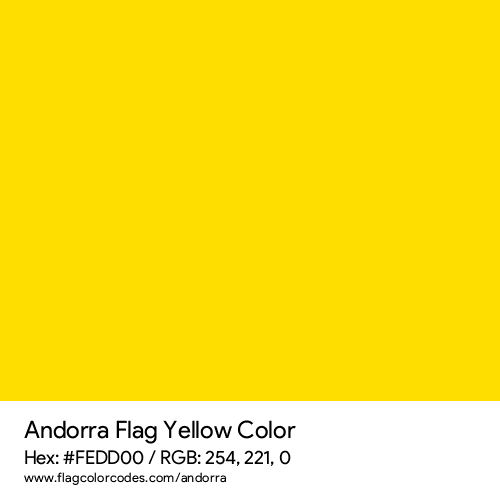 Andorra Flag Yellow Color
Hex: #FEDD00 / RGB: 254, 221, 0
www.flagcolorcodes.com/andorra